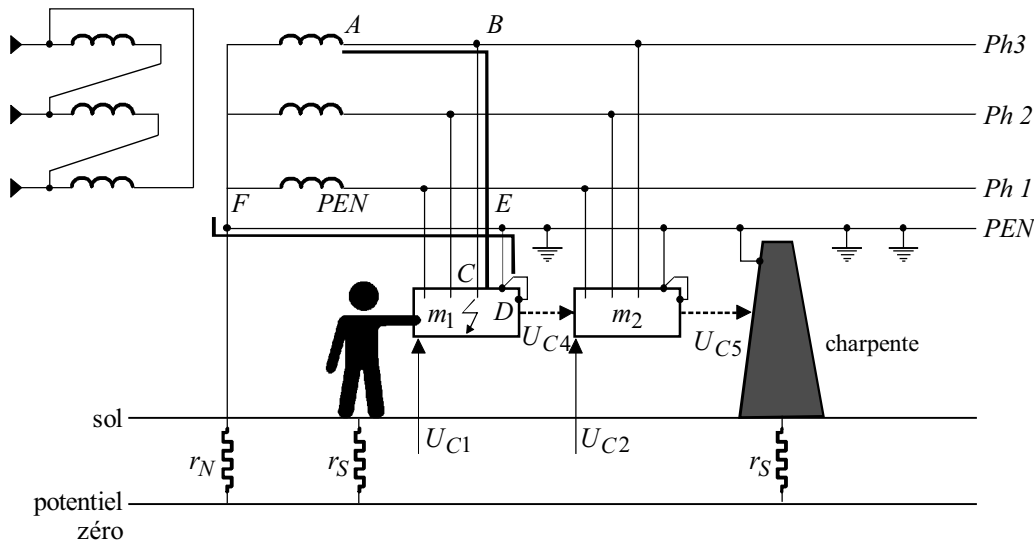 A
B
Ph3
Ph 2
Ph 1
F
PEN
E
PEN
C
m1
D
m2
UC4
UC5
charpente
sol
UC1
UC2
rN
rS
rS
potentiel
zéro